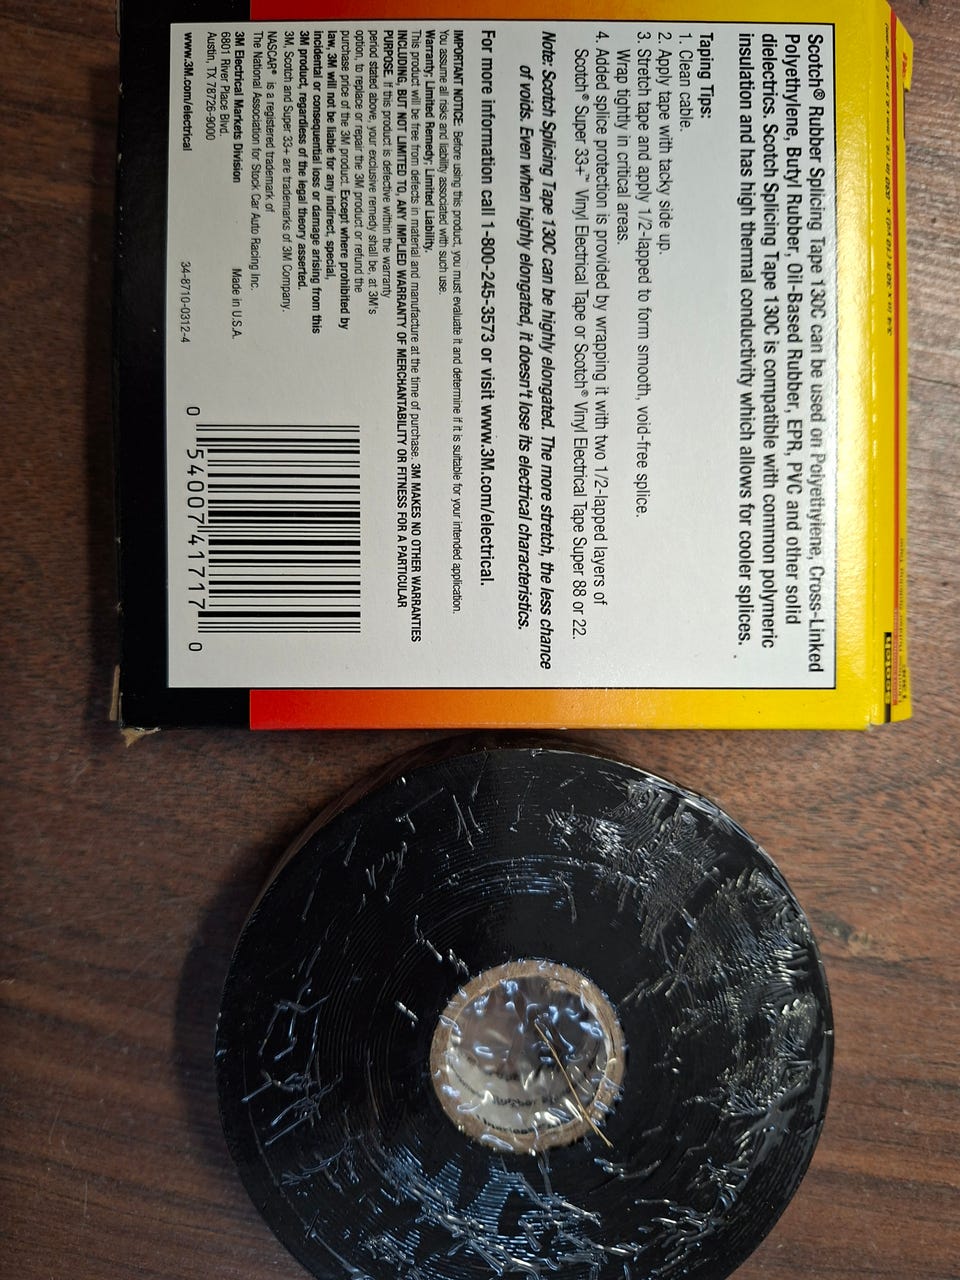 Scotch® Rubber Splicing Tape 130C can be used on Polyethylene, Cross-Linked
Polyethylene, Butyl Rubber, Oil-Based Rubber, EPR, PVC and other solid
dielectrics. Scotch Splicing Tape 130C is compatible with common polymeric
insulation and has high thermal conductivity which allows for cooler splices.
Taping Tips:
1. Clean cable.
2. Apply tape with tacky side up.
3. Stretch tape and apply 1/2-lapped to form smooth, void-free splice.
Wrap tightly in critical areas.
4. Added splice protection is provided by wrapping it with two 1/2-lapped layers of
Scotch® Super 33+™ Vinyl Electrical Tape or Scotch® Vinyl Electrical Tape Super 88 or 22.
Note: Scotch Splicing Tape 130C can be highly elongated. The more stretch, the less chance
of voids. Even when highly elongated, it doesn't lose its electrical characteristics.
For more information call 1-800-245-3573 or visit www.3M.com/electrical.
IMPORTANT NOTICE: Before using this product, you must evaluate it and determine if it is suitable for your intended application.
You assume all risks and liability associated with such use.
Warranty; Limited Remedy; Limited Liability.
This product will be free from defects in material and manufacture at the time of purchase. 3M MAKES NO OTHER WARRANTIES
INCLUDING, BUT NOT LIMITED TO, ANY IMPLIED WARRANTY OF MERCHANTABILITY OR FITNESS FOR A PARTICULAR
PURPOSE. If this product is defective within the warranty
period stated above, your exclusive remedy shall be, at 3M's
option, to replace or repair the 3M product or refund the
purchase price of the 3M product. Except where prohibited by
law, 3M will not be liable for any indirect, special,
incidental or consequential loss or damage arising from this
3M product, regardless of the legal theory asserted.
3M, Scotch and Super 33+ are trademarks of 3M Company.
NASCAR® is a registered trademark of
The National Association for Stock Car Auto Racing Inc.
3M Electrical Markets Division Made in U.S.A.
6801 River Place Blvd.
Austin, TX 78726-9000
www.3M.com/electrical 34-8710-0312-4
0 54007 41717 0